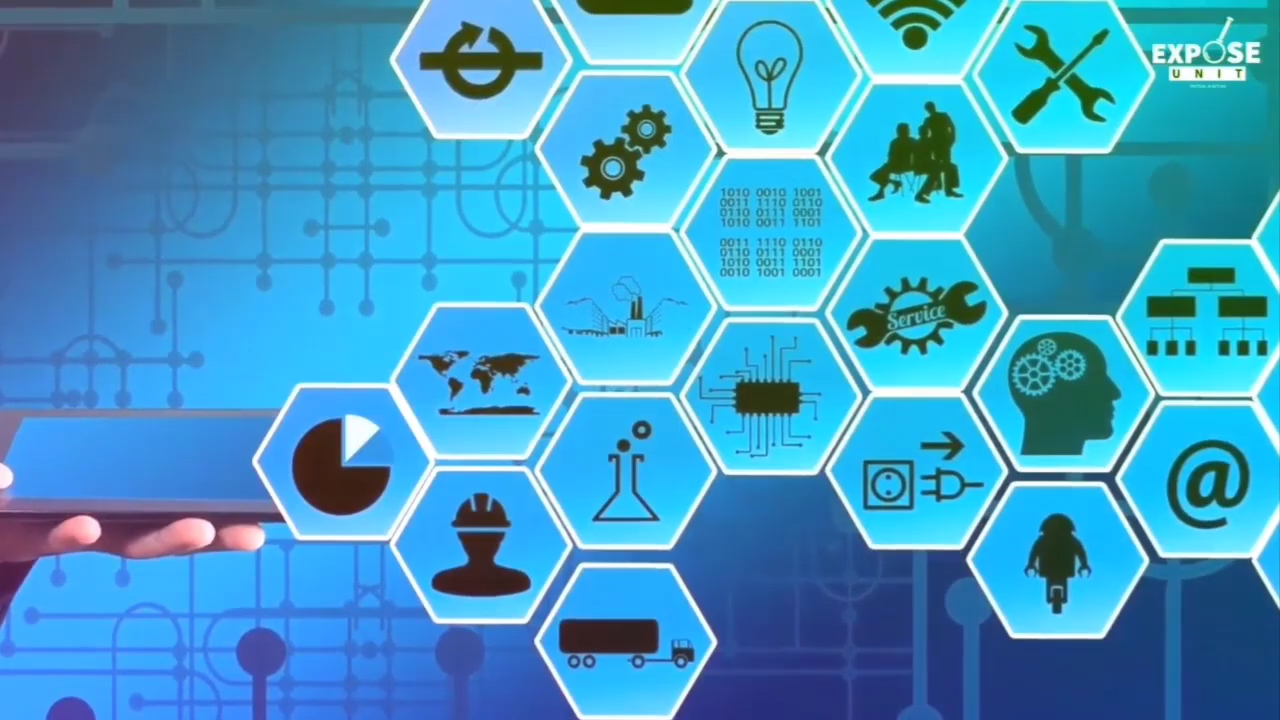 EXPOSE
UNIT
1010 0010 1001
0011 1110 0110
0110 0111 0001
1010 0011 1101
0011 1110 0110
0110 0111 0001
1010 0011 1101
0010 1001 0001
Service
@